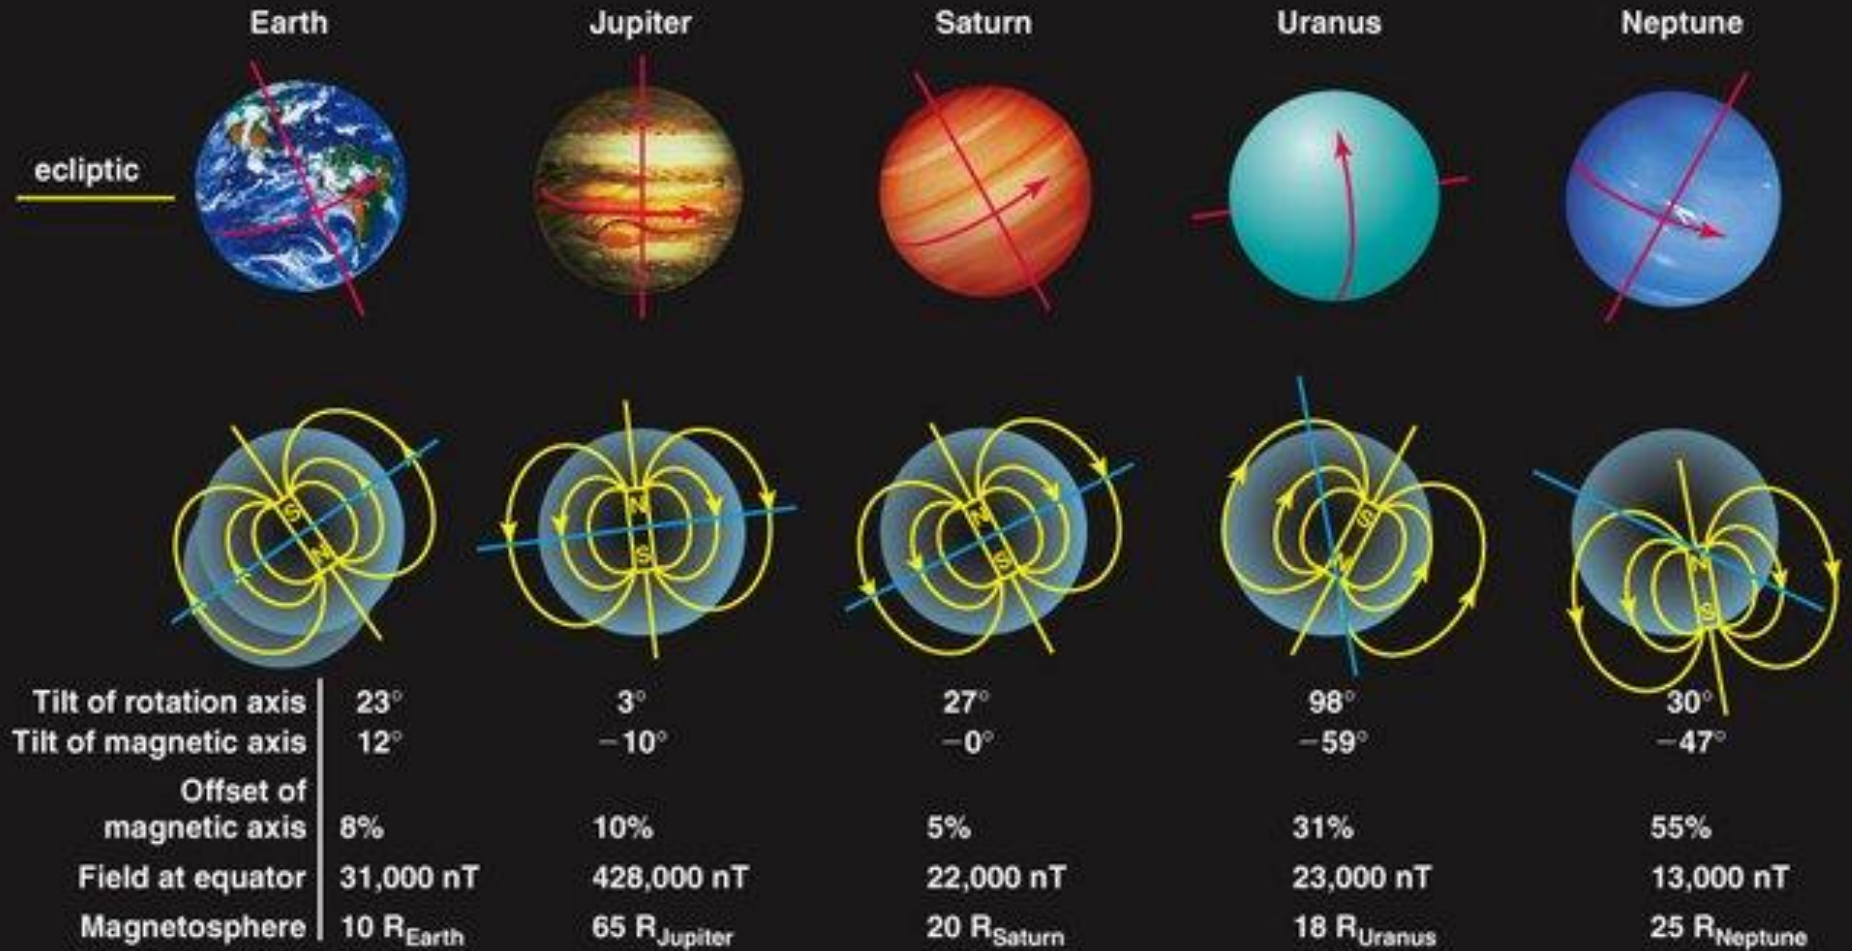 Earth Jupiter Saturn Uranus Neptune
ecliptic
S N N S N S S N N S
Tilt of rotation axis 23° 3° 27° 98° 30°
Tilt of magnetic axis 12° −10° −0° −59° −47°
Offset of
magnetic axis 8% 10% 5% 31% 55%
Field at equator 31,000 nT 428,000 nT 22,000 nT 23,000 nT 13,000 nT
Magnetosphere 10 REarth 65 RJupiter 20 RSaturn 18 RUranus 25 RNeptune